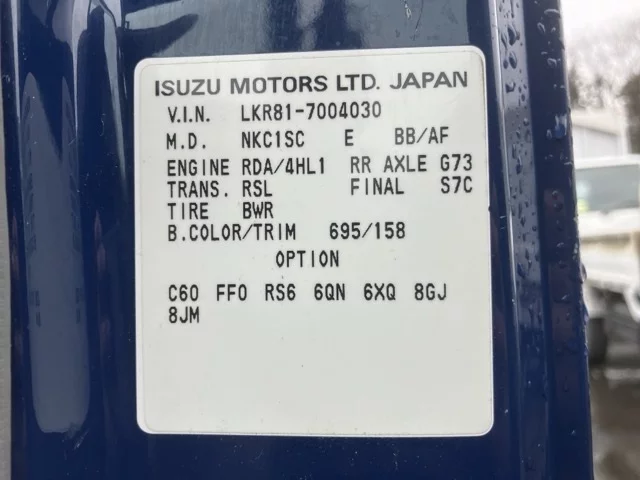 ISUZU MOTORS LTD. JAPAN
V.I.N. LKR81-7004030
M.D. NKC1SC E BB/AF
ENGINE RDA/4HL1 RR AXLE G73
TRANS. RSL FINAL S7C
TIRE BWR
B.COLOR/TRIM 695/158
OPTION
C60 FF0 RS6 6QN 6XQ 8GJ
8JM